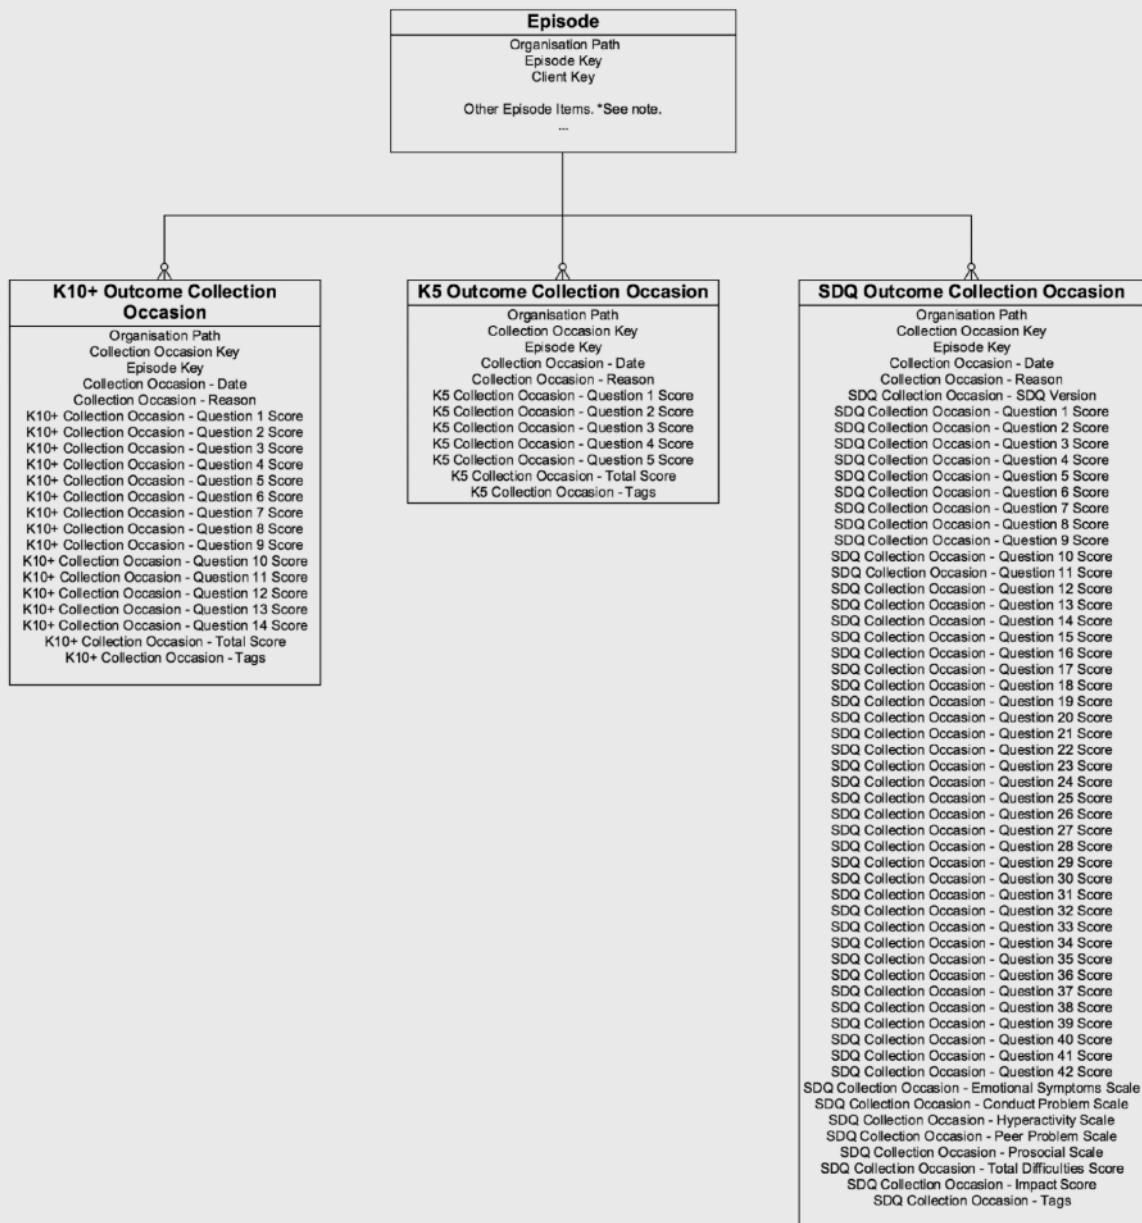 Episode
Organisation Path
Episode Key
Client Key
Other Episode Items. *See note.
...
K10+ Outcome Collection
Occasion
Organisation Path
Collection Occasion Key
Episode Key
Collection Occasion - Date
Collection Occasion - Reason
K10+ Collection Occasion - Question 1 Score
K10+ Collection Occasion - Question 2 Score
K10+ Collection Occasion - Question 3 Score
K10+ Collection Occasion - Question 4 Score
K10+ Collection Occasion - Question 5 Score
K10+ Collection Occasion - Question 6 Score
K10+ Collection Occasion - Question 7 Score
K10+ Collection Occasion - Question 8 Score
K10+ Collection Occasion - Question 9 Score
K10+ Collection Occasion - Question 10 Score
K10+ Collection Occasion - Question 11 Score
K10+ Collection Occasion - Question 12 Score
K10+ Collection Occasion - Question 13 Score
K10+ Collection Occasion - Question 14 Score
K10+ Collection Occasion - Total Score
K10+ Collection Occasion - Tags
K5 Outcome Collection Occasion
Organisation Path
Collection Occasion Key
Episode Key
Collection Occasion - Date
Collection Occasion - Reason
K5 Collection Occasion - Question 1 Score
K5 Collection Occasion - Question 2 Score
K5 Collection Occasion - Question 3 Score
K5 Collection Occasion - Question 4 Score
K5 Collection Occasion - Question 5 Score
K5 Collection Occasion - Total Score
K5 Collection Occasion - Tags
SDQ Outcome Collection Occasion
Organisation Path
Collection Occasion Key
Episode Key
Collection Occasion - Date
Collection Occasion - Reason
SDQ Collection Occasion - SDQ Version
SDQ Collection Occasion - Question 1 Score
SDQ Collection Occasion - Question 2 Score
SDQ Collection Occasion - Question 3 Score
SDQ Collection Occasion - Question 4 Score
SDQ Collection Occasion - Question 5 Score
SDQ Collection Occasion - Question 6 Score
SDQ Collection Occasion - Question 7 Score
SDQ Collection Occasion - Question 8 Score
SDQ Collection Occasion - Question 9 Score
SDQ Collection Occasion - Question 10 Score
SDQ Collection Occasion - Question 11 Score
SDQ Collection Occasion - Question 12 Score
SDQ Collection Occasion - Question 13 Score
SDQ Collection Occasion - Question 14 Score
SDQ Collection Occasion - Question 15 Score
SDQ Collection Occasion - Question 16 Score
SDQ Collection Occasion - Question 17 Score
SDQ Collection Occasion - Question 18 Score
SDQ Collection Occasion - Question 19 Score
SDQ Collection Occasion - Question 20 Score
SDQ Collection Occasion - Question 21 Score
SDQ Collection Occasion - Question 22 Score
SDQ Collection Occasion - Question 23 Score
SDQ Collection Occasion - Question 24 Score
SDQ Collection Occasion - Question 25 Score
SDQ Collection Occasion - Question 26 Score
SDQ Collection Occasion - Question 27 Score
SDQ Collection Occasion - Question 28 Score
SDQ Collection Occasion - Question 29 Score
SDQ Collection Occasion - Question 30 Score
SDQ Collection Occasion - Question 31 Score
SDQ Collection Occasion - Question 32 Score
SDQ Collection Occasion - Question 33 Score
SDQ Collection Occasion - Question 34 Score
SDQ Collection Occasion - Question 35 Score
SDQ Collection Occasion - Question 36 Score
SDQ Collection Occasion - Question 37 Score
SDQ Collection Occasion - Question 38 Score
SDQ Collection Occasion - Question 39 Score
SDQ Collection Occasion - Question 40 Score
SDQ Collection Occasion - Question 41 Score
SDQ Collection Occasion - Question 42 Score
SDQ Collection Occasion - Emotional Symptoms Scale
SDQ Collection Occasion - Conduct Problem Scale
SDQ Collection Occasion - Hyperactivity Scale
SDQ Collection Occasion - Peer Problem Scale
SDQ Collection Occasion - Prosocial Scale
SDQ Collection Occasion - Total Difficulties Score
SDQ Collection Occasion - Impact Score
SDQ Collection Occasion - Tags